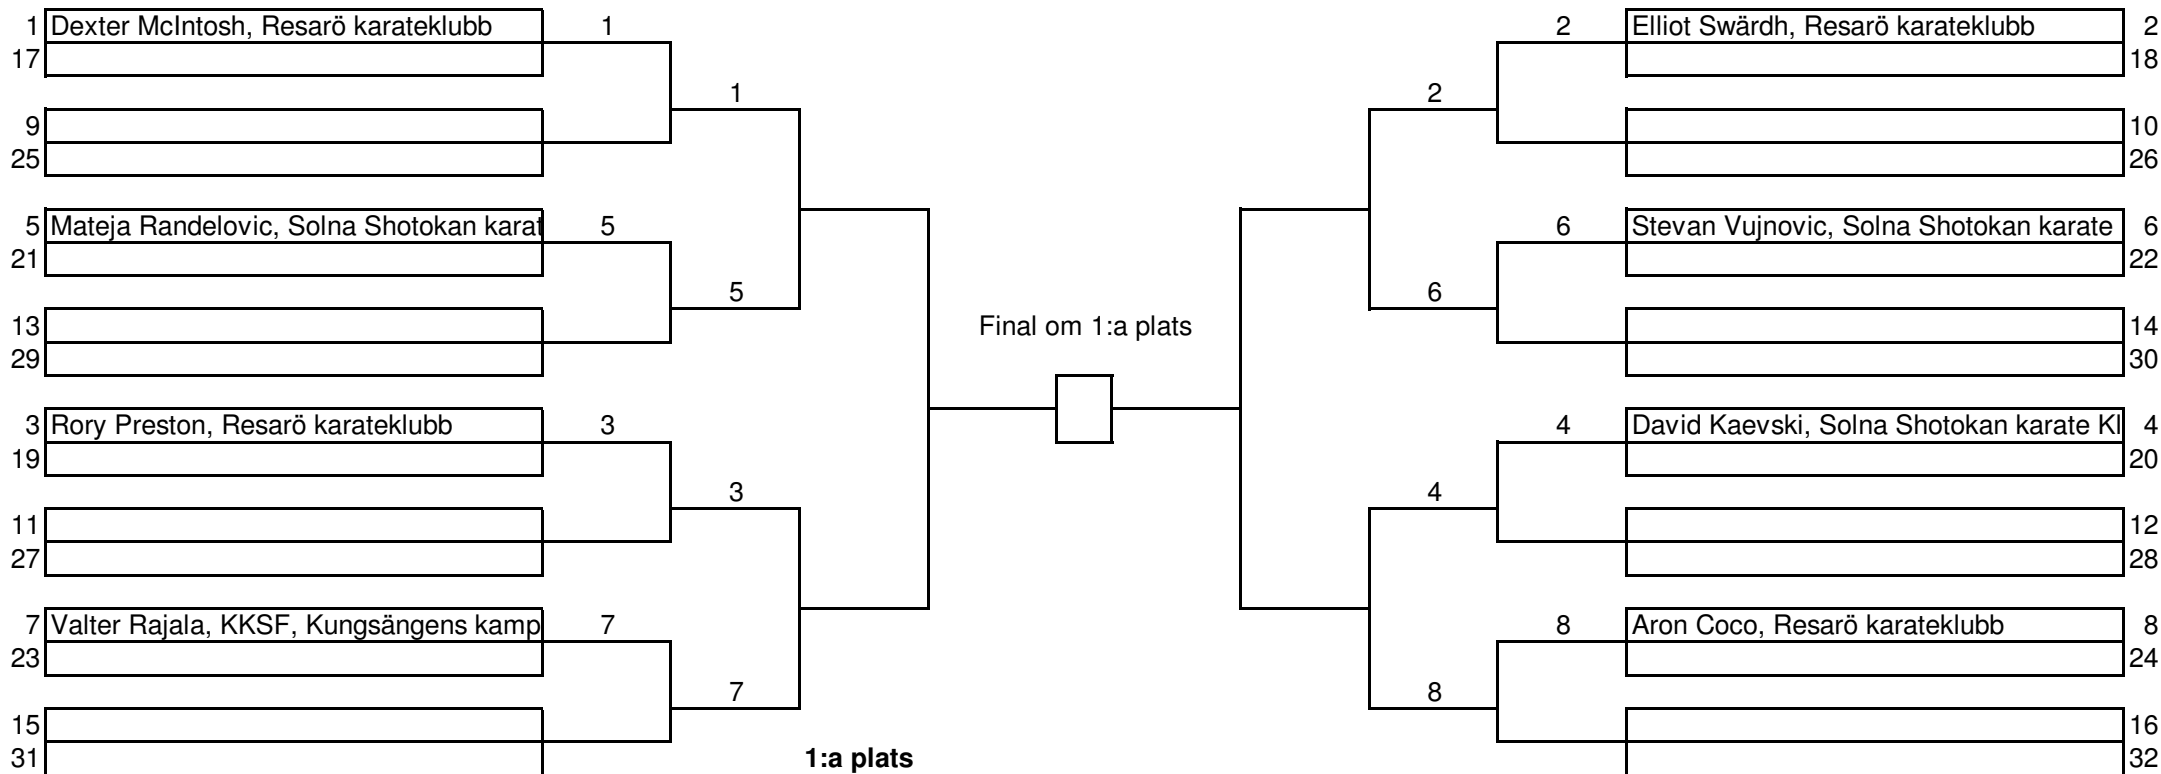 1 Dexter McIntosh, Resarö karateklubb 1 2 Elliot Swärdh, Resarö karateklubb 2
17 18
1 2
9 10
25 26
5 Mateja Randelovic, Solna Shotokan karat 5 6 Stevan Vujnovic, Solna Shotokan karate 6
21 22
5 6
13 Final om 1:a plats 14
29 30
3 Rory Preston, Resarö karateklubb 3 4 David Kaevski, Solna Shotokan karate Kl 4
19 20
3 4
11 12
27 28
7 Valter Rajala, KKSF, Kungsängens kamp 7 8 Aron Coco, Resarö karateklubb 8
23 24
7 8
15 16
31 1:a plats 32